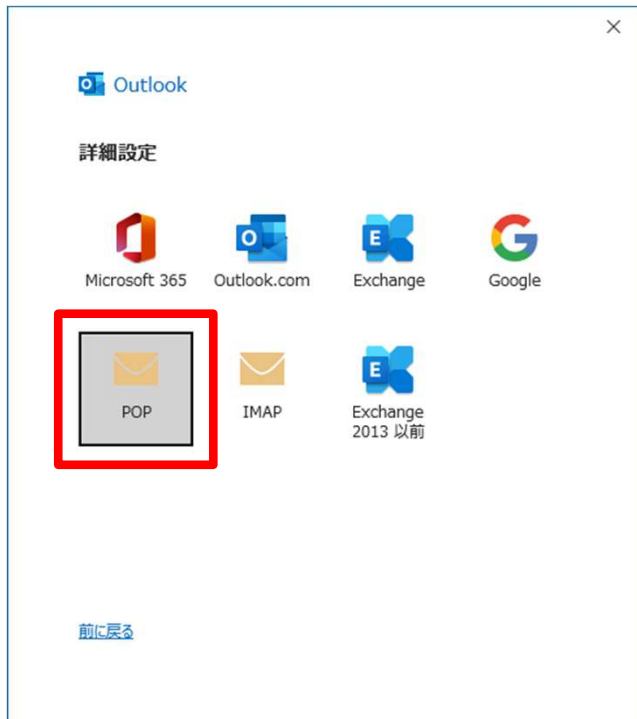 Outlook
詳細設定
Microsoft 365
Outlook.com
Exchange
Google
POP
IMAP
Exchange
2013 以前
前に戻る